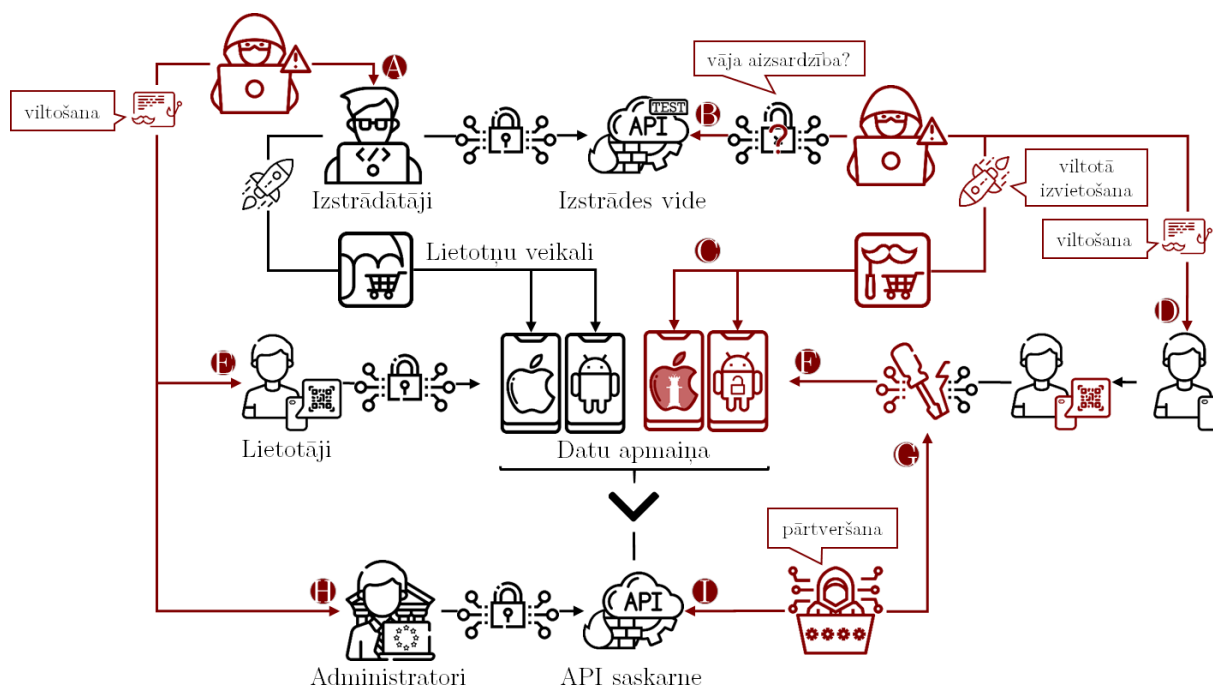 A
vāja aizsardzība?
viltošana
TEST
API
B
</>
Izstrādātāji
Izstrādes vide
viltotā
izvietošana
viltošana
Lietotņu veikali
C
D
E
F
Lietotāji
Datu apmaiņa
G
pārtveršana
H
API
I
Administratori
API saskarne